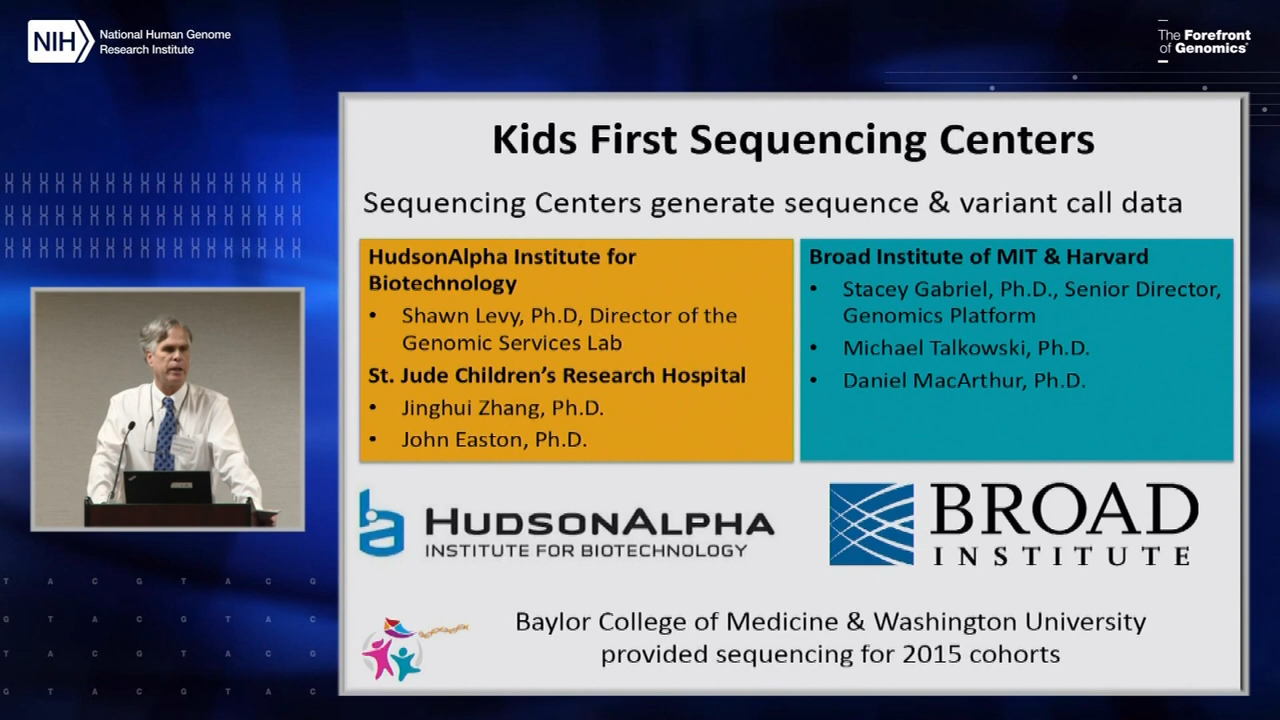 NIH
National Human Genome
Research Institute
The Forefront
of Genomics®
Kids First Sequencing Centers
Sequencing Centers generate sequence & variant call data
HudsonAlpha Institute for
Biotechnology
• Shawn Levy, Ph.D, Director of the
Genomic Services Lab
St. Jude Children's Research Hospital
• Jinghui Zhang, Ph.D.
• John Easton, Ph.D.
Broad Institute of MIT & Harvard
• Stacey Gabriel, Ph.D., Senior Director,
Genomics Platform
• Michael Talkowski, Ph.D.
• Daniel MacArthur, Ph.D.
HUDSONALPHA
INSTITUTE FOR BIOTECHNOLOGY
BROAD
INSTITUTE
Baylor College of Medicine & Washington University
provided sequencing for 2015 cohorts
T A C G T A C G
G T A C G T A C
T A C G T A C G
G T A C G T A C